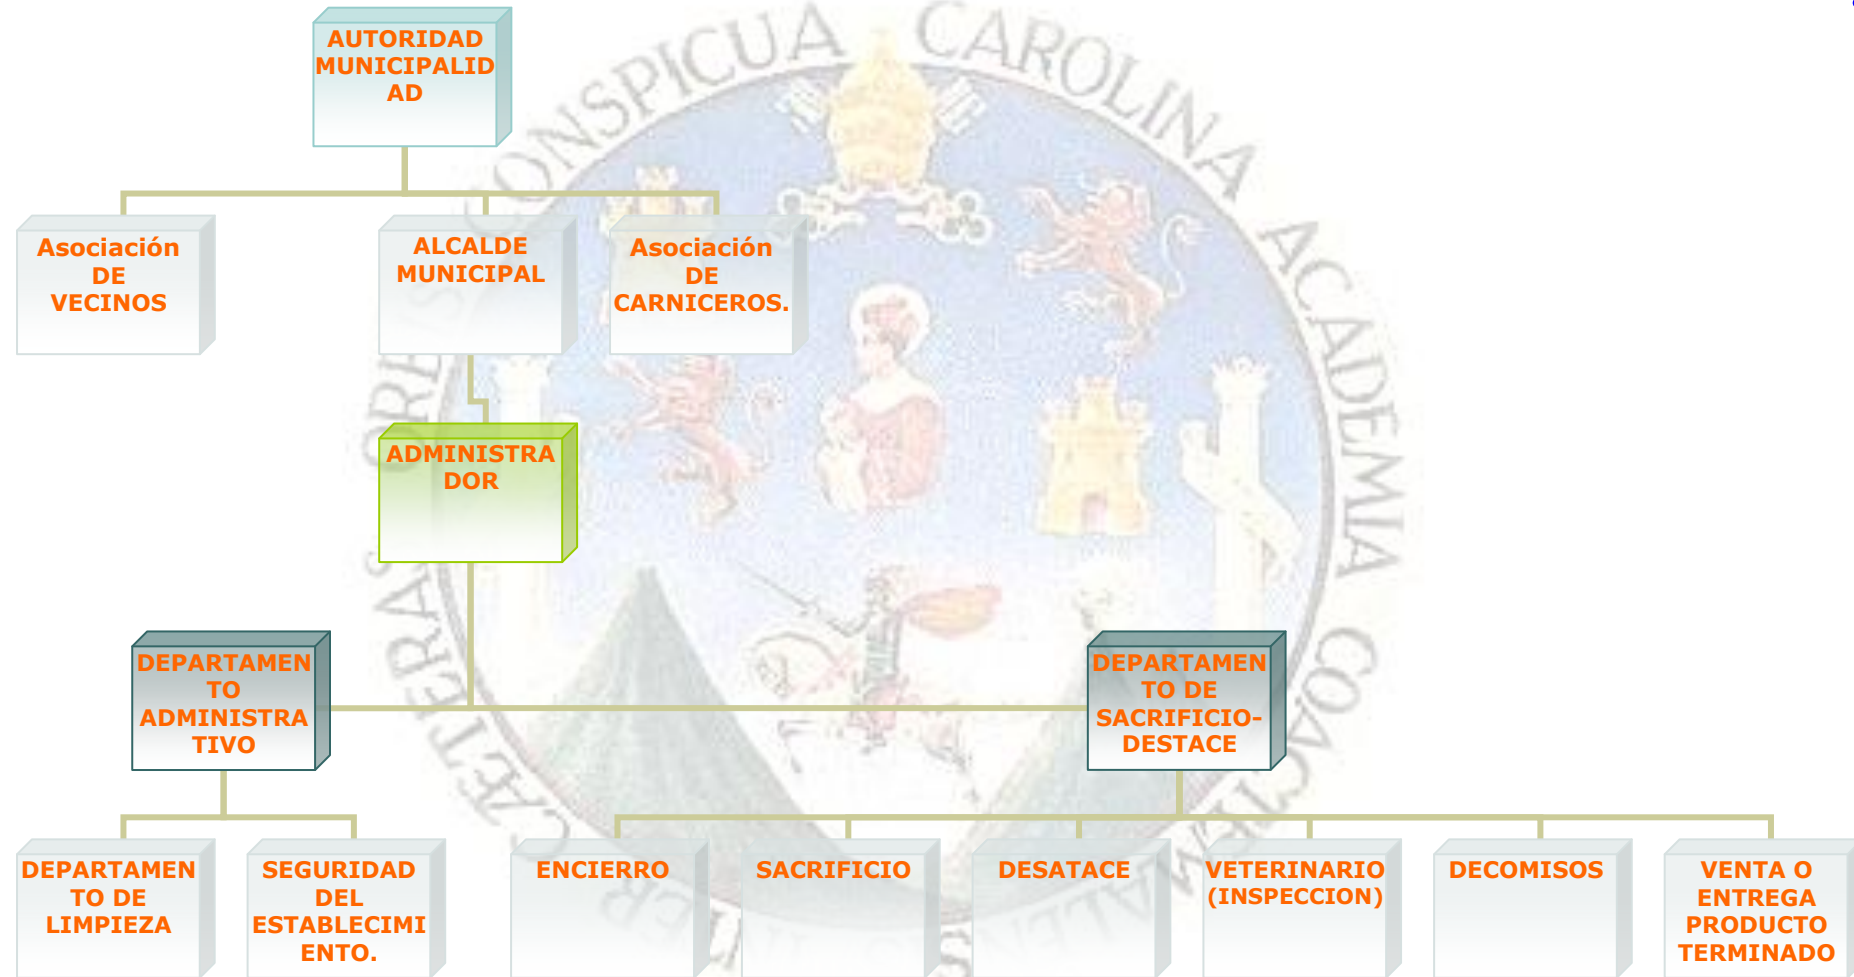 AUTORIDAD
MUNICIPALID
AD
Asociación
DE
VECINOS
ALCALDE
MUNICIPAL
Asociación
DE
CARNICEROS.
ADMINISTRA
DOR
DEPARTAMEN
TO
ADMINISTRA
TIVO
DEPARTAMEN
TO DE
SACRIFICIO-
DESTACE
DEPARTAMEN
TO DE
LIMPIEZA
SEGURIDAD
DEL
ESTABLECIMI
ENTO.
ENCIERRO
SACRIFICIO
DESATACE
VETERINARIO
(INSPECCION)
DECOMISOS
VENTA O
ENTREGA
PRODUCTO
TERMINADO
CONSPICUA CAROLINA ACADEMIA